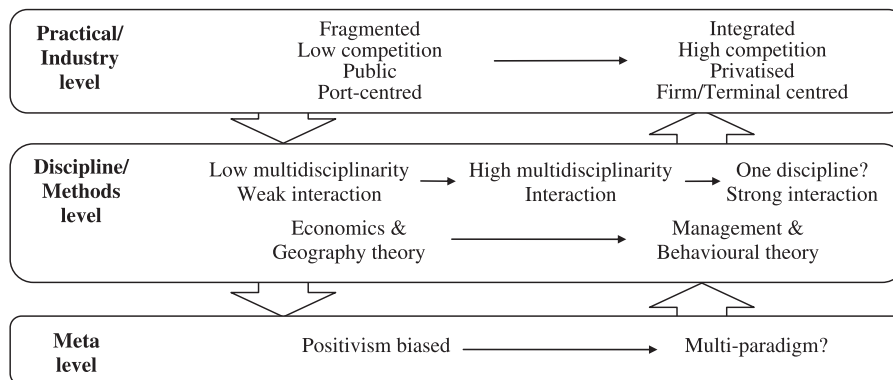 Practical/
Industry
level
Fragmented
Low competition
Public
Port-centred
Integrated
High competition
Privatised
Firm/Terminal centred
Discipline/
Methods
level
Low multidisciplinarity
Weak interaction
High multidisciplinarity
Interaction
One discipline?
Strong interaction
Economics &
Geography theory
Management &
Behavioural theory
Meta
level
Positivism biased
Multi-paradigm?